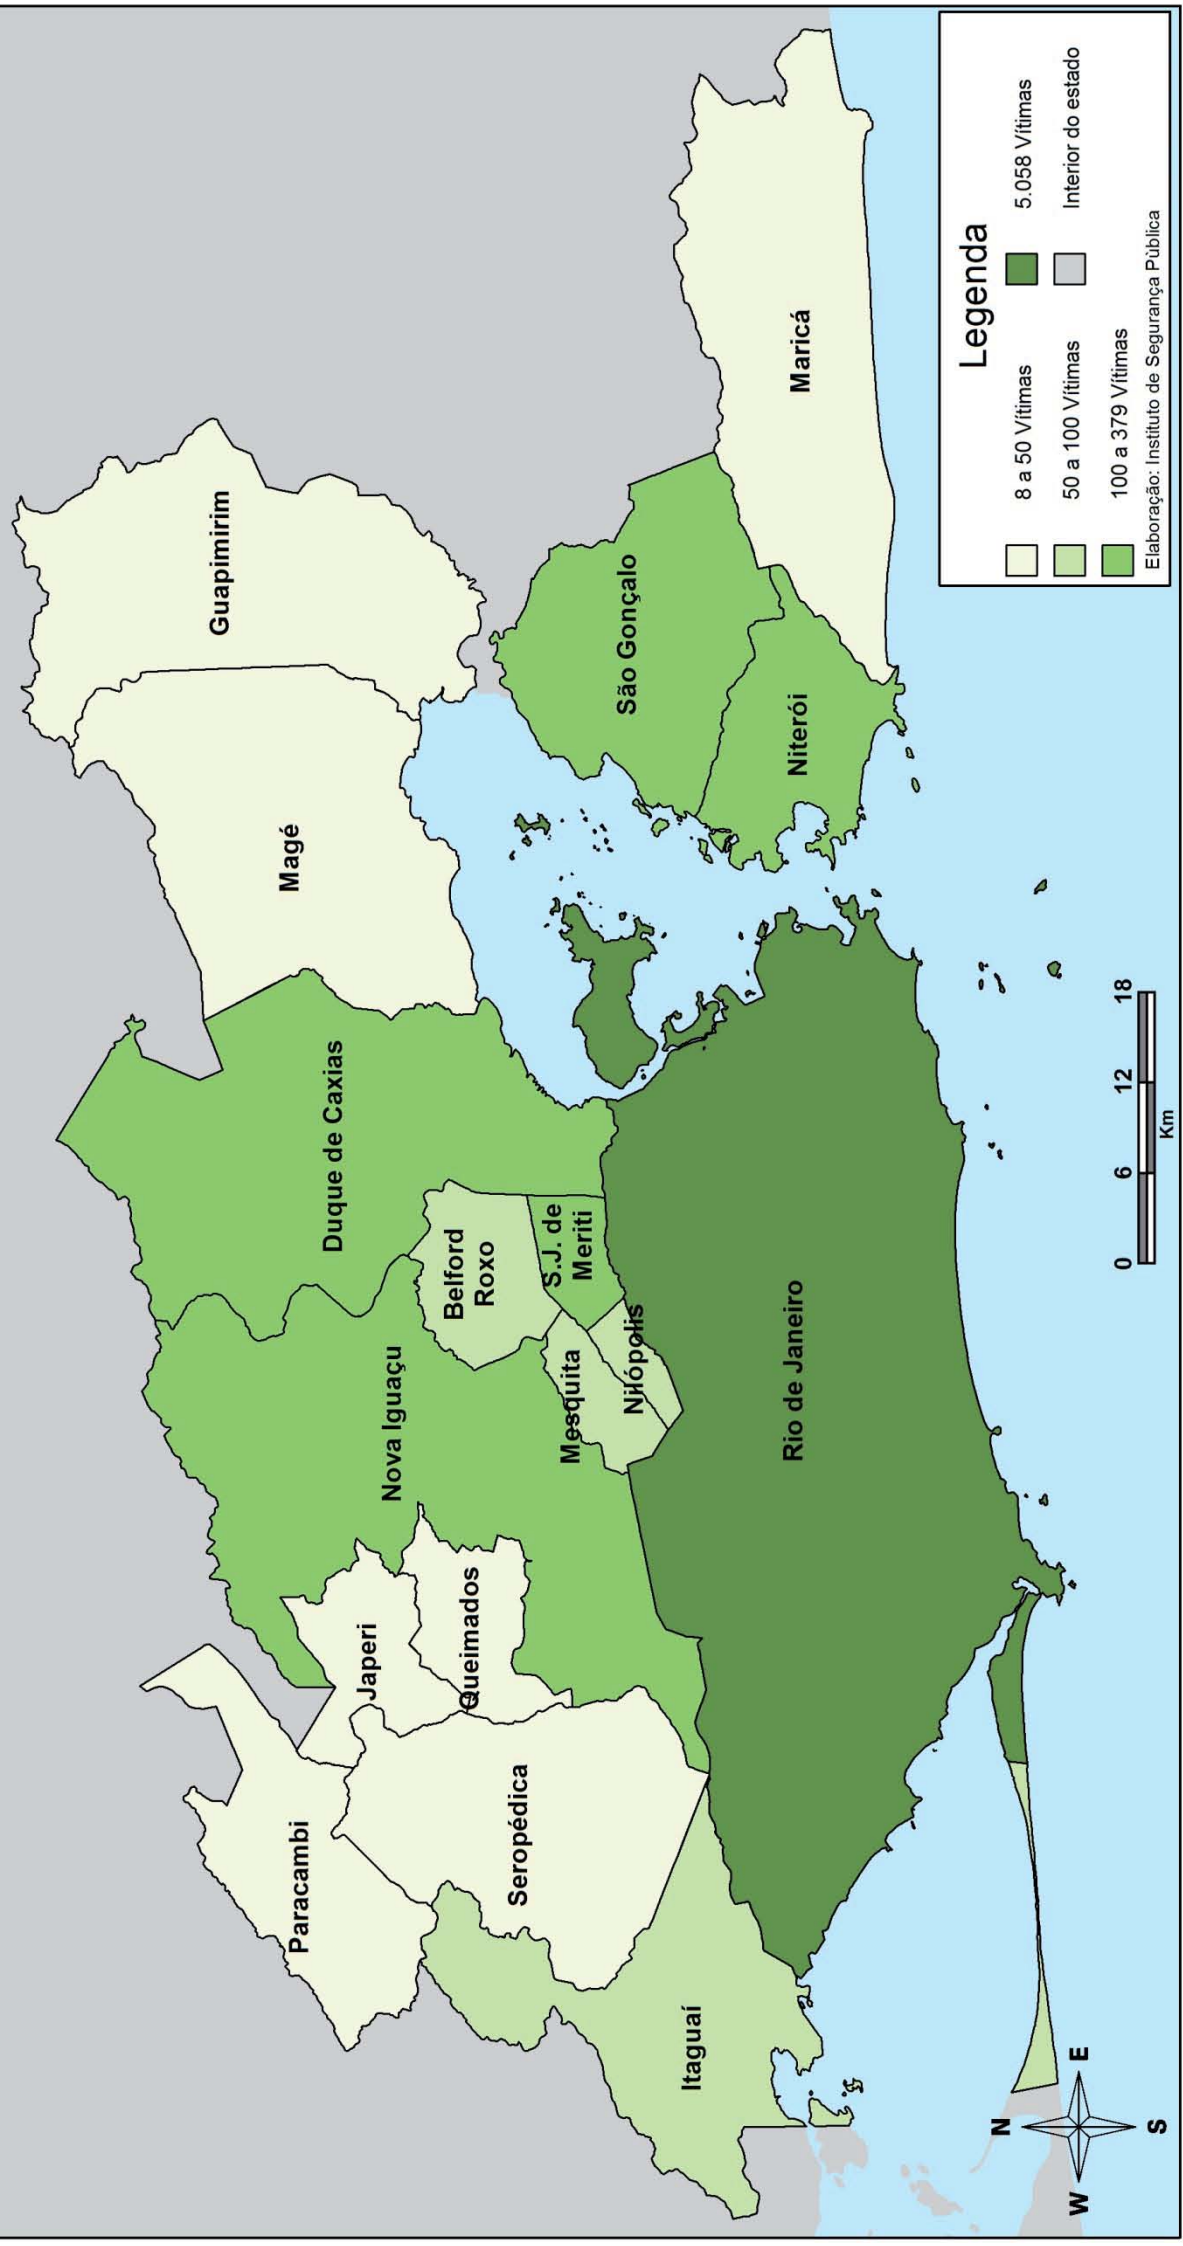 Guapimirim
Magé
Duque de Caxias
Nova Iguaçu
Belford
Roxo
S.J. de
Meriti
Mesquita
Nilópolis
Japeri
Queimados
Paracambi
Seropédica
Itaguaí
Rio de Janeiro
São Gonçalo
Niterói
Maricá
N
W
E
S
0
6
12
18
Km
Legenda
8 a 50 Vítimas
5.058 Vítimas
50 a 100 Vítimas
Interior do estado
100 a 379 Vítimas
Elaboração: Instituto de Segurança Pública